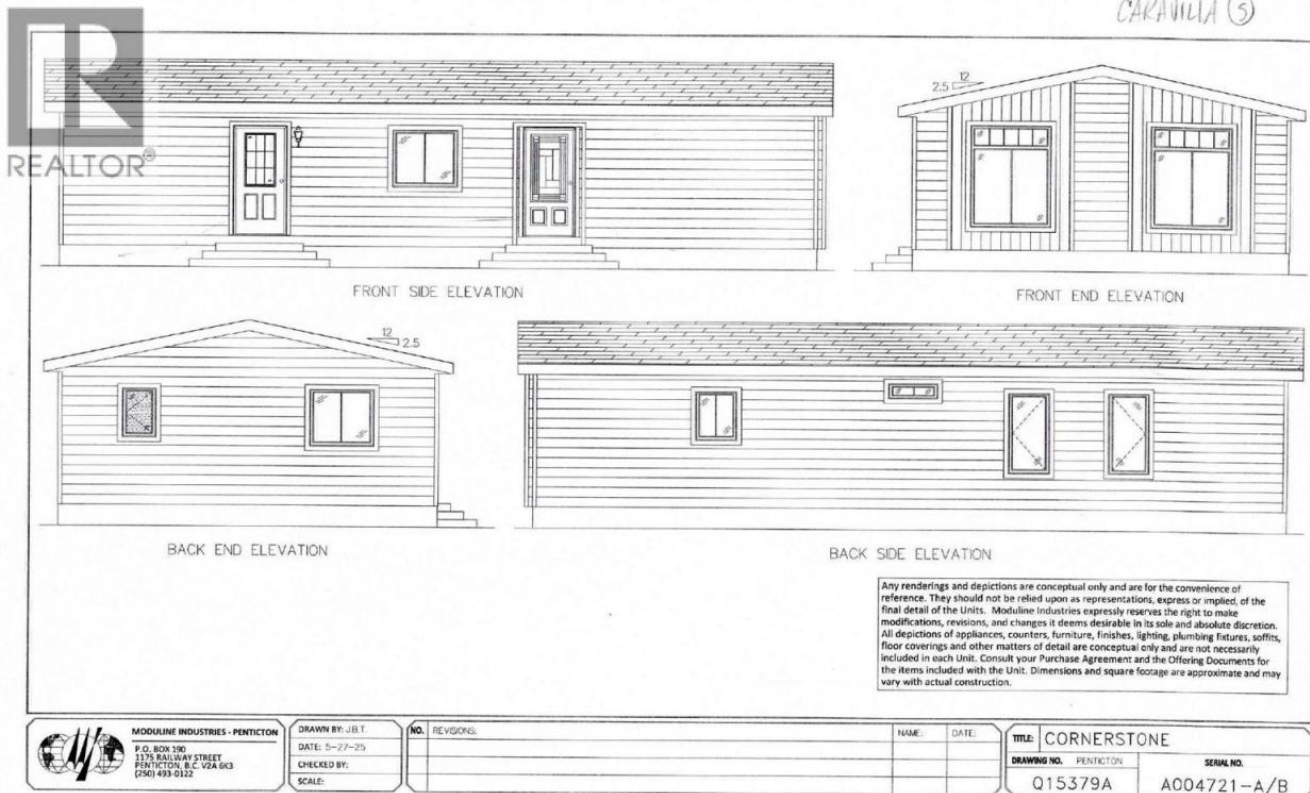 CARAVILLA (5)
REALTOR®
12
2.5
FRONT SIDE ELEVATION
FRONT END ELEVATION
12
2.5
BACK END ELEVATION
BACK SIDE ELEVATION
Any renderings and depictions are conceptual only and are for the convenience of
reference. They should not be relied upon as representations, express or implied, of the
final detail of the Units. Moduline Industries expressly reserves the right to make
modifications, revisions, and changes it deems desirable in its sole and absolute discretion.
All depictions of appliances, counters, furniture, finishes, lighting, plumbing fixtures, soffits,
floor coverings and other matters of detail are conceptual only and are not necessarily
included in each Unit. Consult your Purchase Agreement and the Offering Documents for
the items included with the Unit. Dimensions and square footage are approximate and may
vary with actual construction.
MODULINE INDUSTRIES - PENTICTON
P.O. BOX 190
1175 RAILWAY STREET
PENTICTON, B.C. V2A 6K3
(250) 493-0122
DRAWN BY: J.B.T.
DATE: 5-27-25
CHECKED BY:
SCALE:
NO. REVISIONS: NAME: DATE:
TITLE: CORNERSTONE
DRAWING NO. PENTICTON
Q15379A
SERIAL NO.
A004721-A/B